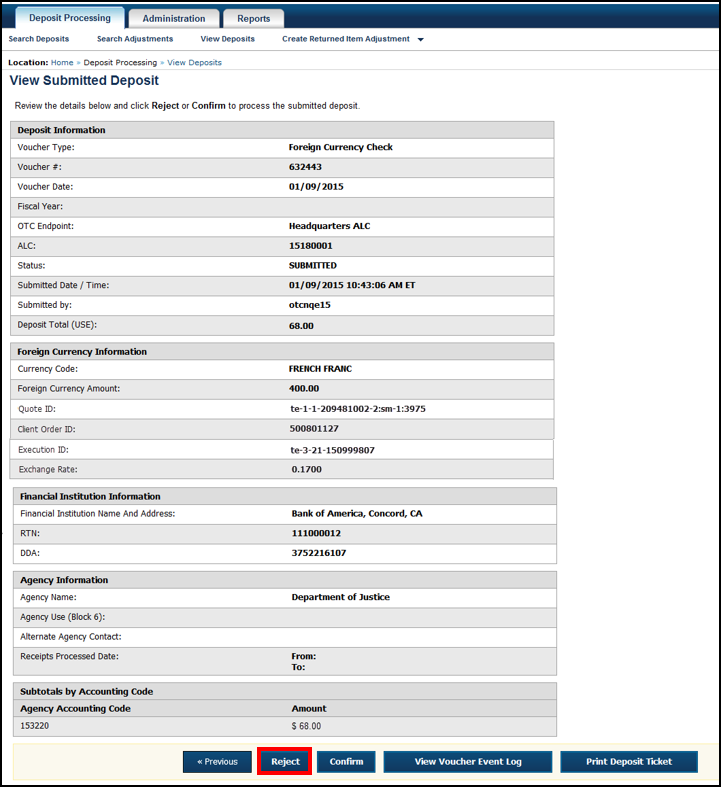 Deposit Processing Administration Reports
Search Deposits Search Adjustments View Deposits Create Returned Item Adjustment
Location: Home » Deposit Processing » View Deposits
View Submitted Deposit
Review the details below and click Reject or Confirm to process the submitted deposit.
Deposit Information
Voucher Type: Foreign Currency Check
Voucher #: 632443
Voucher Date: 01/09/2015
Fiscal Year:
OTC Endpoint: Headquarters ALC
ALC: 15180001
Status: SUBMITTED
Submitted Date / Time: 01/09/2015 10:43:06 AM ET
Submitted by: otcnqe15
Deposit Total (USE): 68.00
Foreign Currency Information
Currency Code: FRENCH FRANC
Foreign Currency Amount: 400.00
Quote ID: te-1-1-209481002-2:sm-1:3975
Client Order ID: 500801127
Execution ID: te-3-21-150999807
Exchange Rate: 0.1700
Financial Institution Information
Financial Institution Name And Address: Bank of America, Concord, CA
RTN: 111000012
DDA: 3752216107
Agency Information
Agency Name: Department of Justice
Agency Use (Block 6):
Alternate Agency Contact:
Receipts Processed Date: From:
To:
Subtotals by Accounting Code
Agency Accounting Code Amount
153220 $ 68.00
« Previous Reject Confirm View Voucher Event Log Print Deposit Ticket